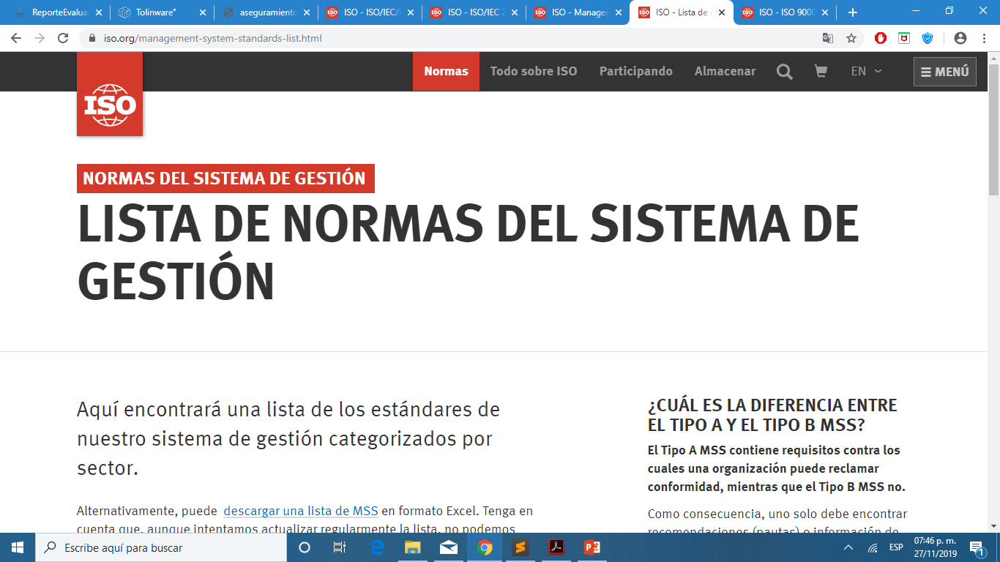 ReporteEvalua
Tolinware°
aseguramiento
ISO - ISO/IEC/
ISO - ISO/IEC 2
ISO - Manager
ISO - Lista de
ISO - ISO 9000
iso.org/management-system-standards-list.html
Normas
Todo sobre ISO
Participando
Almacenar
EN
MENÚ
ISO
NORMAS DEL SISTEMA DE GESTIÓN
LISTA DE NORMAS DEL SISTEMA DE
GESTIÓN
Aquí encontrará una lista de los estándares de
nuestro sistema de gestión categorizados por
sector.
Alternativamente, puede descargar una lista de MSS en formato Excel. Tenga en
cuenta que, aunque intentamos actualizar regularmente la lista, no podemos
¿CUÁL ES LA DIFERENCIA ENTRE
EL TIPO A Y EL TIPO B MSS?
El Tipo A MSS contiene requisitos contra los
cuales una organización puede reclamar
conformidad, mientras que el Tipo B MSS no.
Como consecuencia, uno solo debe encontrar
recomendaciones (pautas) o información de
Escribe aquí para buscar
ESP
07:46 p. m.
27/11/2019
1